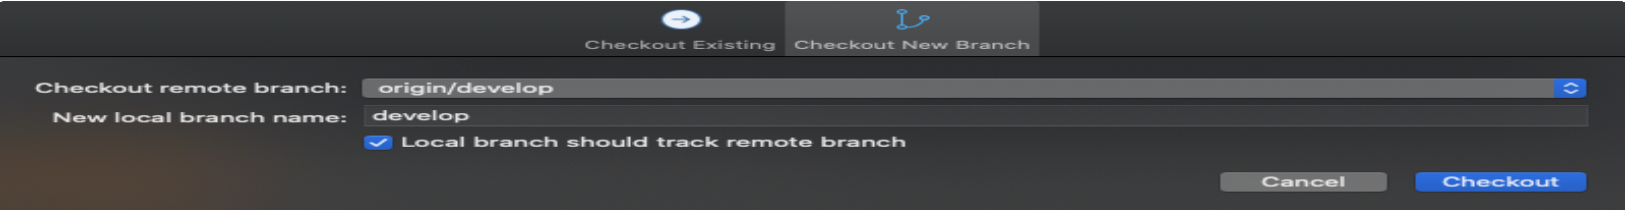 Checkout Existing Checkout New Branch
Checkout remote branch: origin/develop
New local branch name: develop
Local branch should track remote branch
Cancel Checkout